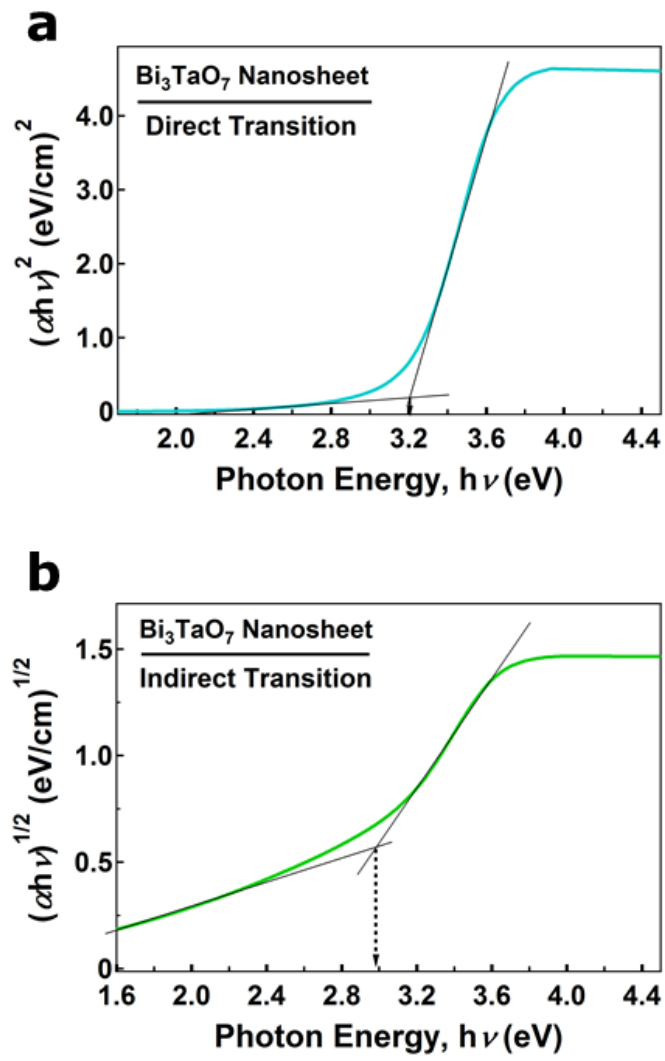 a
Bi₃TaO₇ Nanosheet
Direct Transition
(αhν)² (eV/cm)²
4.0
3.0
2.0
1.0
0
2.0 2.4 2.8 3.2 3.6 4.0 4.4
Photon Energy, hν (eV)
b
Bi₃TaO₇ Nanosheet
Indirect Transition
(αhν)¹/² (eV/cm)¹/²
1.5
1.0
0.5
0
1.6 2.0 2.4 2.8 3.2 3.6 4.0 4.4
Photon Energy, hν (eV)